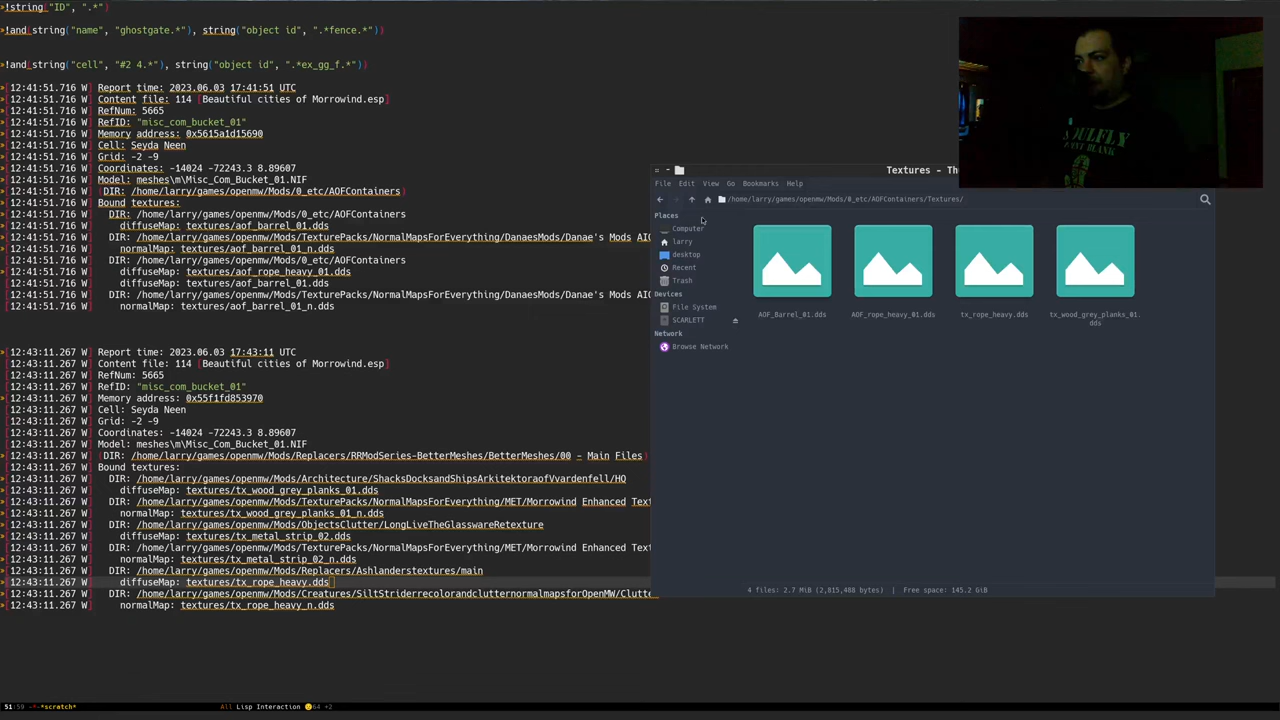 !string("ID", ".*")
!and(string("name", "ghostgate.*"), string("object id", ".*fence.*"))
!and(string("cell", "#2 4.*"), string("object id", ".*ex_gg_f.*"))
[12:41:51.716 W] Report time: 2023.06.03 17:41:51 UTC
[12:41:51.716 W] Content file: 114 [Beautiful cities of Morrowind.esp]
[12:41:51.716 W] RefNum: 5665
[12:41:51.716 W] RefID: "misc_com_bucket_01"
[12:41:51.716 W] Memory address: 0x5615a1d15690
[12:41:51.716 W] Cell: Seyda Neen
[12:41:51.716 W] Grid: -2 -9
[12:41:51.716 W] Coordinates: -14024 -72243.3 8.89607
[12:41:51.716 W] Model: meshes\m\Misc_Com_Bucket_01.NIF
[12:41:51.716 W] (DIR: /home/larry/games/openmw/Mods/0_etc/AOFContainers)
[12:41:51.716 W] Bound textures:
[12:41:51.716 W] DIR: /home/larry/games/openmw/Mods/0_etc/AOFContainers
[12:41:51.716 W] diffuseMap: textures/aof_barrel_01.dds
[12:41:51.716 W] DIR: /home/larry/games/openmw/Mods/TexturePacks/NormalMapsForEverything/DanaesMods/Danae's Mods AIO
[12:41:51.716 W] normalMap: textures/aof_barrel_01_n.dds
[12:41:51.716 W] DIR: /home/larry/games/openmw/Mods/0_etc/AOFContainers
[12:41:51.716 W] diffuseMap: textures/aof_rope_heavy_01.dds
[12:41:51.716 W] diffuseMap: textures/aof_barrel_01.dds
[12:41:51.716 W] DIR: /home/larry/games/openmw/Mods/TexturePacks/NormalMapsForEverything/DanaesMods/Danae's Mods AIO
[12:41:51.716 W] normalMap: textures/aof_barrel_01_n.dds
[12:43:11.267 W] Report time: 2023.06.03 17:43:11 UTC
[12:43:11.267 W] Content file: 114 [Beautiful cities of Morrowind.esp]
[12:43:11.267 W] RefNum: 5665
[12:43:11.267 W] RefID: "misc_com_bucket_01"
[12:43:11.267 W] Memory address: 0x55f1fd853970
[12:43:11.267 W] Cell: Seyda Neen
[12:43:11.267 W] Grid: -2 -9
[12:43:11.267 W] Coordinates: -14024 -72243.3 8.89607
[12:43:11.267 W] Model: meshes\m\Misc_Com_Bucket_01.NIF
[12:43:11.267 W] (DIR: /home/larry/games/openmw/Mods/Replacers/RRModSeries-BetterMeshes/BetterMeshes/00 - Main Files)
[12:43:11.267 W] Bound textures:
[12:43:11.267 W] DIR: /home/larry/games/openmw/Mods/Architecture/ShacksDocksandShipsArkitektoraofVvardenfell/HQ
[12:43:11.267 W] diffuseMap: textures/tx_wood_grey_planks_01.dds
[12:43:11.267 W] DIR: /home/larry/games/openmw/Mods/TexturePacks/NormalMapsForEverything/MET/Morrowind Enhanced Text
[12:43:11.267 W] normalMap: textures/tx_wood_grey_planks_01_n.dds
[12:43:11.267 W] DIR: /home/larry/games/openmw/Mods/ObjectsClutter/LongLiveTheGlasswareRetexture
[12:43:11.267 W] diffuseMap: textures/tx_metal_strip_02.dds
[12:43:11.267 W] DIR: /home/larry/games/openmw/Mods/TexturePacks/NormalMapsForEverything/MET/Morrowind Enhanced Text
[12:43:11.267 W] normalMap: textures/tx_metal_strip_02_n.dds
[12:43:11.267 W] DIR: /home/larry/games/openmw/Mods/Replacers/Ashlanderstextures/main
[12:43:11.267 W] diffuseMap: textures/tx_rope_heavy.dds
[12:43:11.267 W] DIR: /home/larry/games/openmw/Mods/Creatures/SiltStriderrecolorandclutternormalmapsforOpenMW/Clutte
[12:43:11.267 W] normalMap: textures/tx_rope_heavy_n.dds
51:59 -*-*scratch* All Lisp Interaction 64 +2
SOULFLY
BLANK
Textures - Th
File Edit View Go Bookmarks Help
/home/larry/games/openmw/Mods/0_etc/AOFContainers/Textures/
Places
Computer
larry
desktop
Recent
Trash
Devices
File System
SCARLETT
Network
Browse Network
AOF_Barrel_01.dds
AOF_rope_heavy_01.dds
tx_rope_heavy.dds
tx_wood_grey_planks_01.
dds
4 files: 2.7 MiB (2,815,488 bytes) | Free space: 145.2 GiB